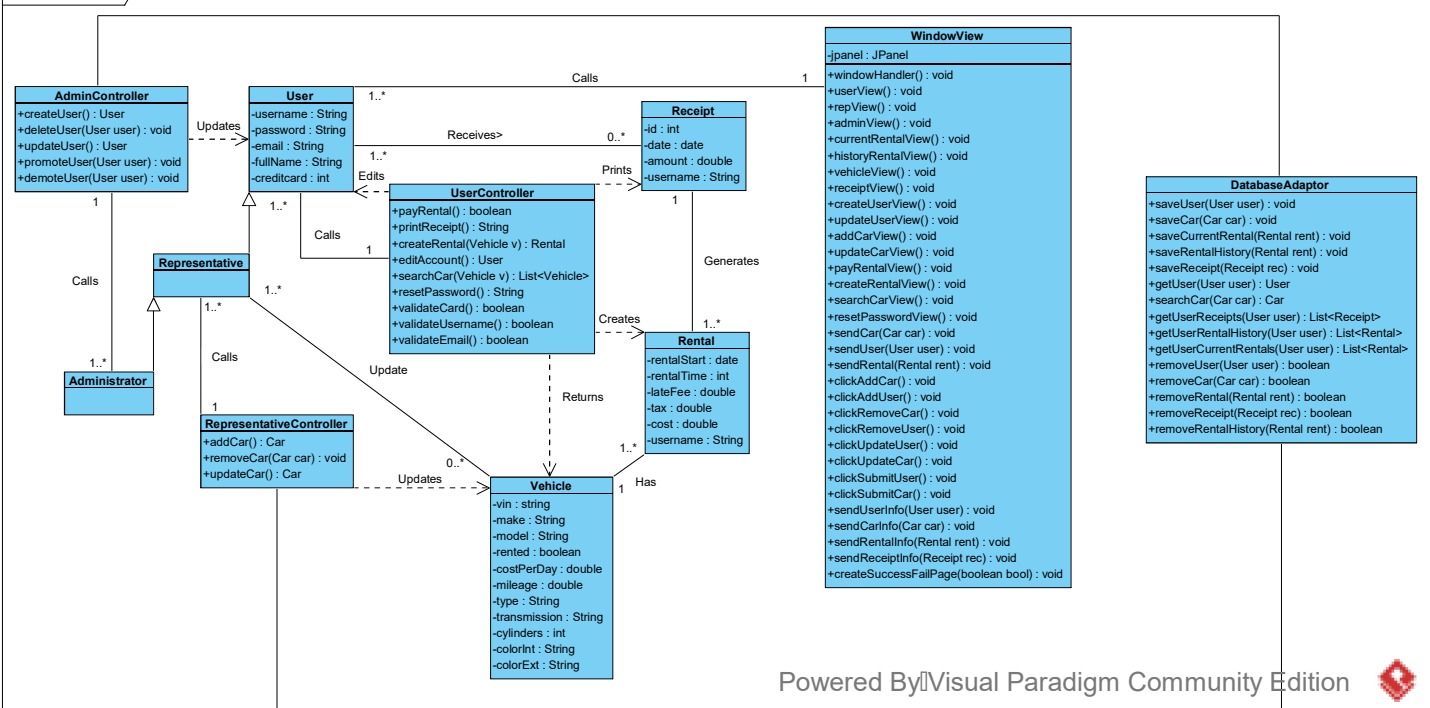 WindowView
-jpanel : JPanel
+windowHandler() : void
+userView() : void
+repView() : void
+adminView() : void
+currentRentalView() : void
+historyRentalView() : void
+vehicleView() : void
+receiptView() : void
+createUserView() : void
+updateUserView() : void
+addCarView() : void
+updateCarView() : void
+payRentalView() : void
+createRentalView() : void
+searchCarView() : void
+resetPasswordView() : void
+sendCar(Car car) : void
+sendUser(User user) : void
+sendRental(Rental rent) : void
+clickAddCar() : void
+clickAddUser() : void
+clickRemoveCar() : void
+clickRemoveUser() : void
+clickUpdateUser() : void
+clickUpdateCar() : void
+clickSubmitUser() : void
+clickSubmitCar() : void
+sendUserInfo(User user) : void
+sendCarInfo(Car car) : void
+sendRentalInfo(Rental rent) : void
+sendReceiptInfo(Receipt rec) : void
+createSuccessFailPage(boolean bool) : void
AdminController
+createUser() : User
+deleteUser(User user) : void
+updateUser() : User
+promoteUser(User user) : void
+demoteUser(User user) : void
Updates
User
-username : String
-password : String
-email : String
-fullName : String
-creditcard : int
Calls
1
1..*
Receives>
0..*
1..*
Receipt
-id : int
-date : date
-amount : double
-username : String
Edits
Prints
UserController
+payRental() : boolean
+printReceipt() : String
+createRental(Vehicle v) : Rental
+editAccount() : User
+searchCar(Vehicle v) : List<Vehicle>
+resetPassword() : String
+validateCard() : boolean
+validateUsername() : boolean
+validateEmail() : boolean
1..*
Calls
1
1
Generates
1..*
DatabaseAdaptor
+saveUser(User user) : void
+saveCar(Car car) : void
+saveCurrentRental(Rental rent) : void
+saveRentalHistory(Rental rent) : void
+saveReceipt(Receipt rec) : void
+getUser(User user) : User
+searchCar(Car car) : Car
+getUserReceipts(User user) : List<Receipt>
+getUserRentalHistory(User user) : List<Rental>
+getUserCurrentRentals(User user) : List<Rental>
+removeUser(User user) : boolean
+removeCar(Car car) : boolean
+removeRental(Rental rent) : boolean
+removeReceipt(Receipt rec) : boolean
+removeRentalHistory(Rental rent) : boolean
1
Calls
1..*
Representative
1..*
1..*
Calls
1
Administrator
Update
0..*
Creates
Rental
-rentalStart : date
-rentalTime : int
-lateFee : double
-tax : double
-cost : double
-username : String
Returns
1..*
Has
1
RepresentativeController
+addCar() : Car
+removeCar(Car car) : void
+updateCar() : Car
Updates
Vehicle
-vin : string
-make : String
-model : String
-rented : boolean
-costPerDay : double
-mileage : double
-type : String
-transmission : String
-cylinders : int
-colorInt : String
-colorExt : String
Powered By Visual Paradigm Community Edition